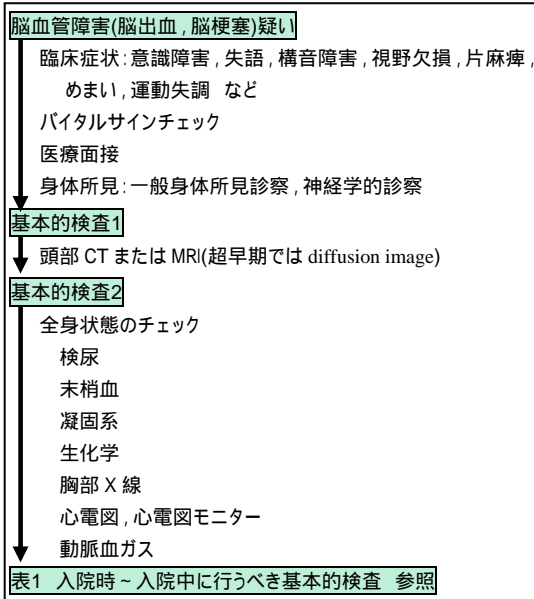 脳血管障害(脳出血,脳梗塞)疑い
臨床症状:意識障害,失語,構音障害,視野欠損,片麻痺,
めまい,運動失調 など
バイタルサインチェック
医療面接
身体所見:一般身体所見診察,神経学的診察
基本的検査1
頭部 CT または MRI(超早期では diffusion image)
基本的検査2
全身状態のチェック
検尿
末梢血
凝固系
生化学
胸部 X 線
心電図,心電図モニター
動脈血ガス
表1 入院時~入院中に行うべき基本的検査 参照